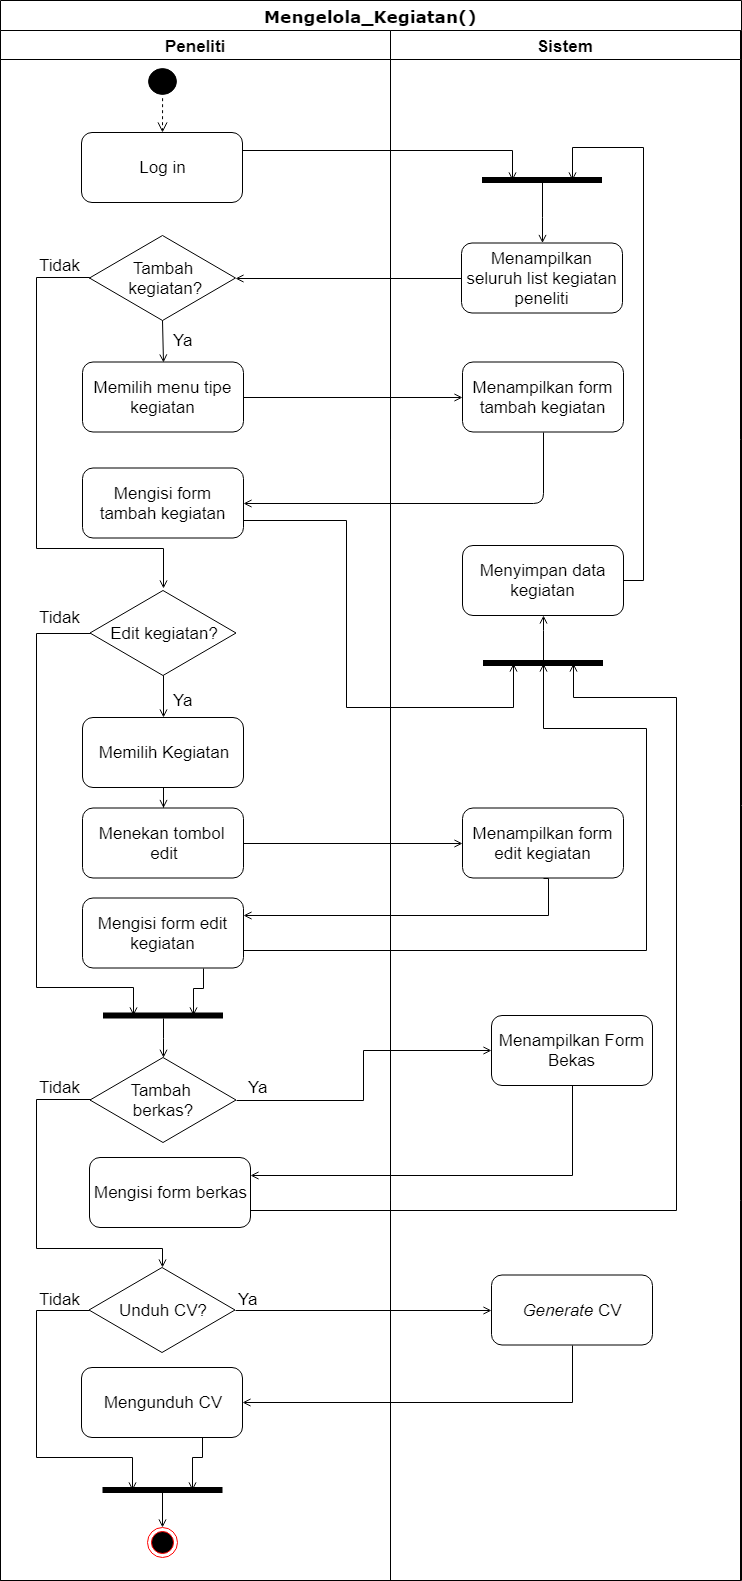 Mengelola_Kegiatan()
Peneliti
Sistem
Log in
Menampilkan
seluruh list kegiatan
peneliti
Tidak
Tambah
kegiatan?
Ya
Memilih menu tipe
kegiatan
Menampilkan form
tambah kegiatan
Mengisi form
tambah kegiatan
Menyimpan data
kegiatan
Tidak
Edit kegiatan?
Ya
Memilih Kegiatan
Menekan tombol
edit
Menampilkan form
edit kegiatan
Mengisi form edit
kegiatan
Menampilkan Form
Bekas
Tidak
Tambah
berkas?
Ya
Mengisi form berkas
Tidak
Unduh CV?
Ya
Generate CV
Mengunduh CV